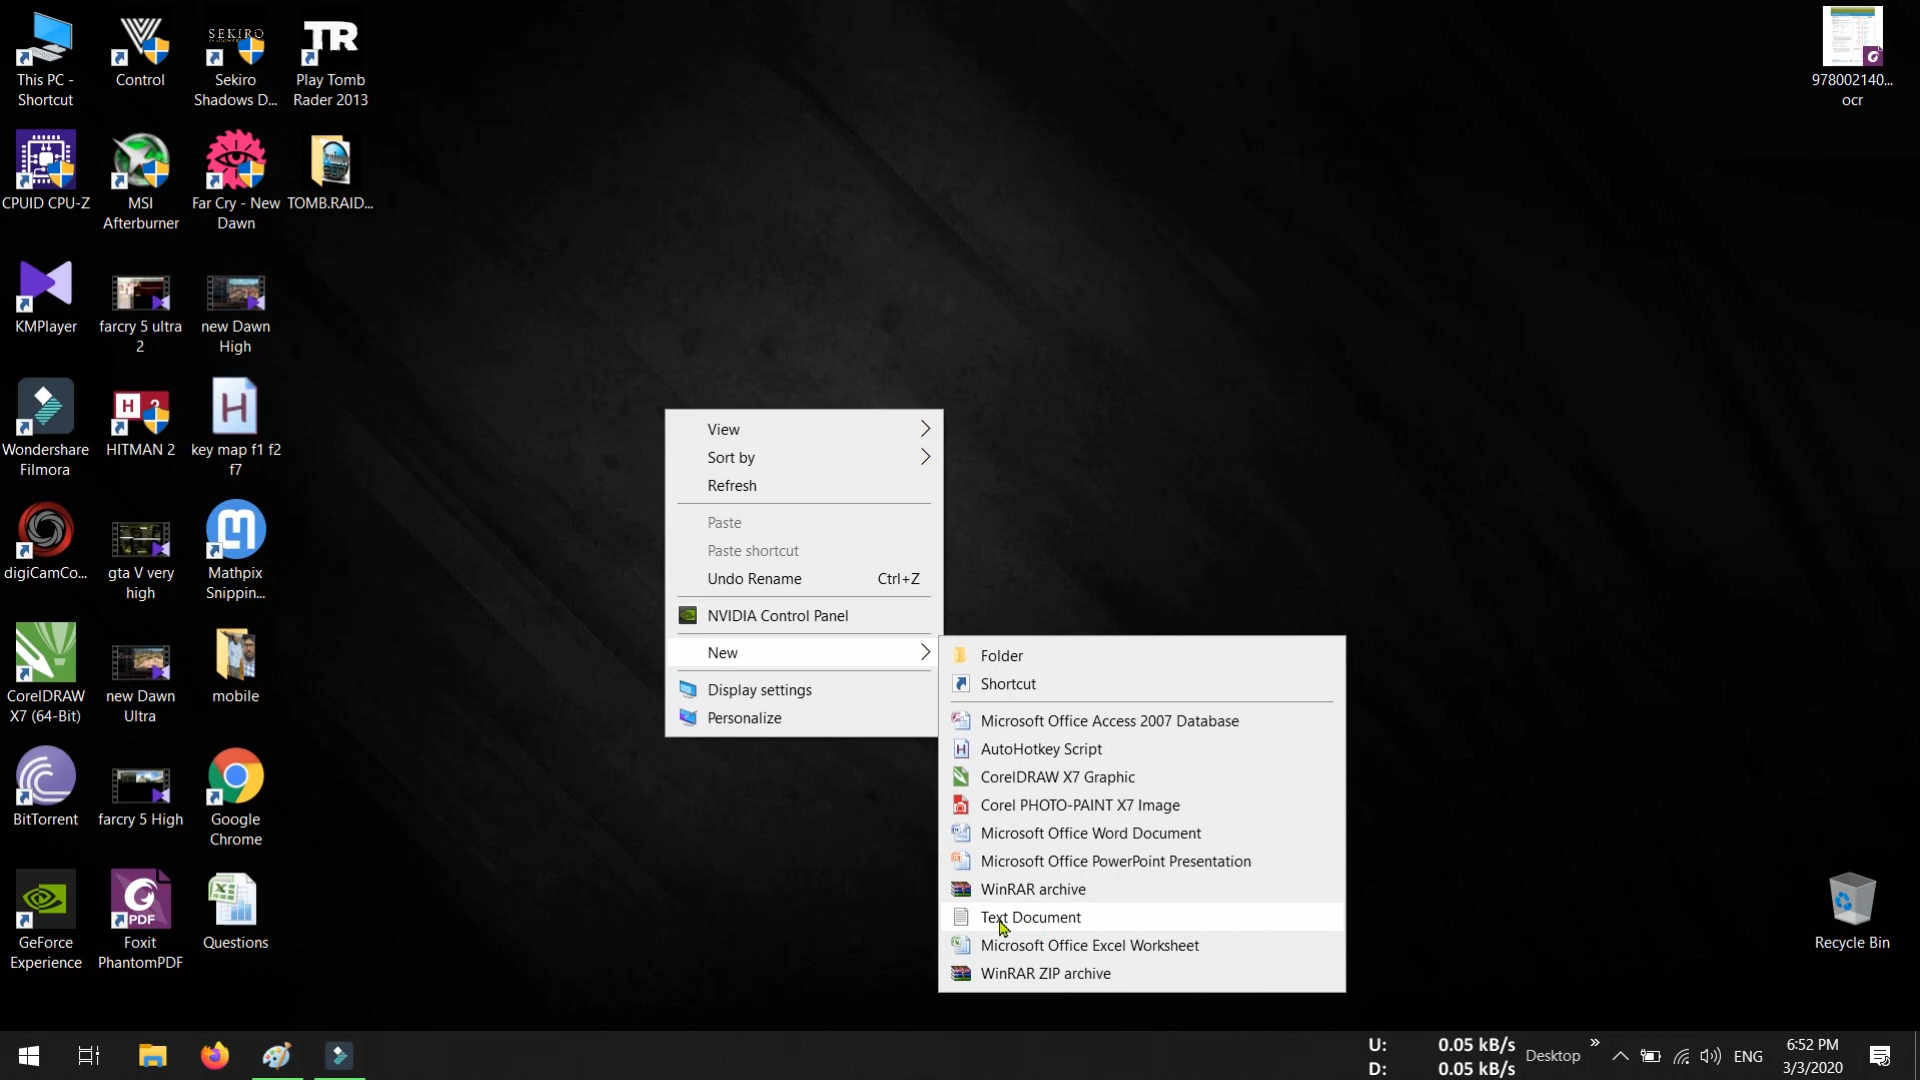 This PC -
Shortcut
Control
SEKIRO
Sekiro
Shadows D...
TR
Play Tomb
Rader 2013
978002140...
ocr
CPUID CPU-Z
MSI
Afterburner
Far Cry - New
Dawn
TOMB.RAID...
KMPlayer
farcry 5 ultra
2
new Dawn
High
Wondershare
Filmora
H 2
HITMAN 2
H
key map f1 f2
f7
digiCamCo...
gta V very
high
Mathpix
Snippin...
CorelDRAW
X7 (64-Bit)
new Dawn
Ultra
mobile
BitTorrent
farcry 5 High
Google
Chrome
GeForce
Experience
PDF
Foxit
PhantomPDF
Questions
View
Sort by
Refresh
Paste
Paste shortcut
Undo Rename Ctrl+Z
NVIDIA Control Panel
New
Display settings
Personalize
Folder
Shortcut
Microsoft Office Access 2007 Database
AutoHotkey Script
CorelDRAW X7 Graphic
Corel PHOTO-PAINT X7 Image
Microsoft Office Word Document
Microsoft Office PowerPoint Presentation
WinRAR archive
Text Document
Microsoft Office Excel Worksheet
WinRAR ZIP archive
Recycle Bin
U: 0.05 kB/s
D: 0.05 kB/s
Desktop
ENG
6:52 PM
3/3/2020